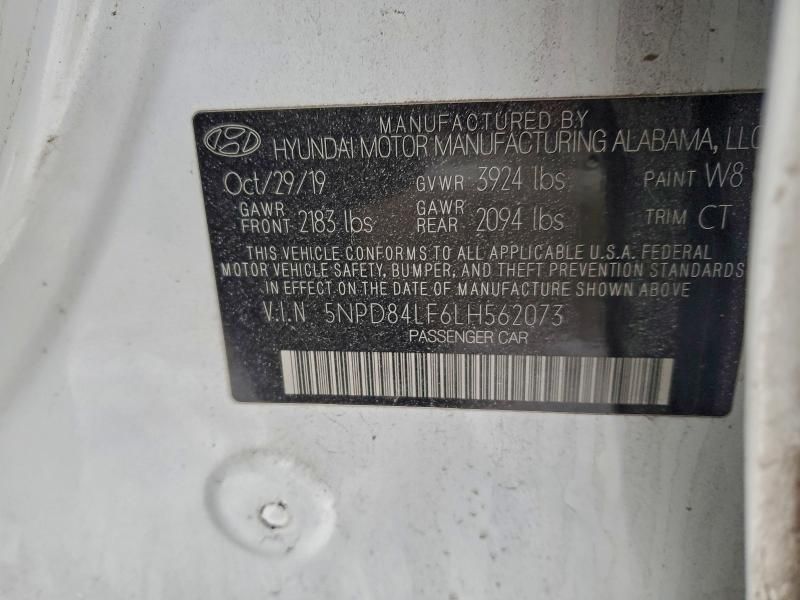 MANUFACTURED BY
HYUNDAI MOTOR MANUFACTURING ALABAMA, LLC
Oct/29/19 GVWR 3924 lbs PAINT W8
GAWR FRONT 2183 lbs GAWR REAR 2094 lbs TRIM CT
THIS VEHICLE CONFORMS TO ALL APPLICABLE U.S.A. FEDERAL
MOTOR VEHICLE SAFETY, BUMPER, AND THEFT PREVENTION STANDARDS
IN EFFECT ON THE DATE OF MANUFACTURE SHOWN ABOVE
V.I.N 5NPD84LF6LH562073
PASSENGER CAR